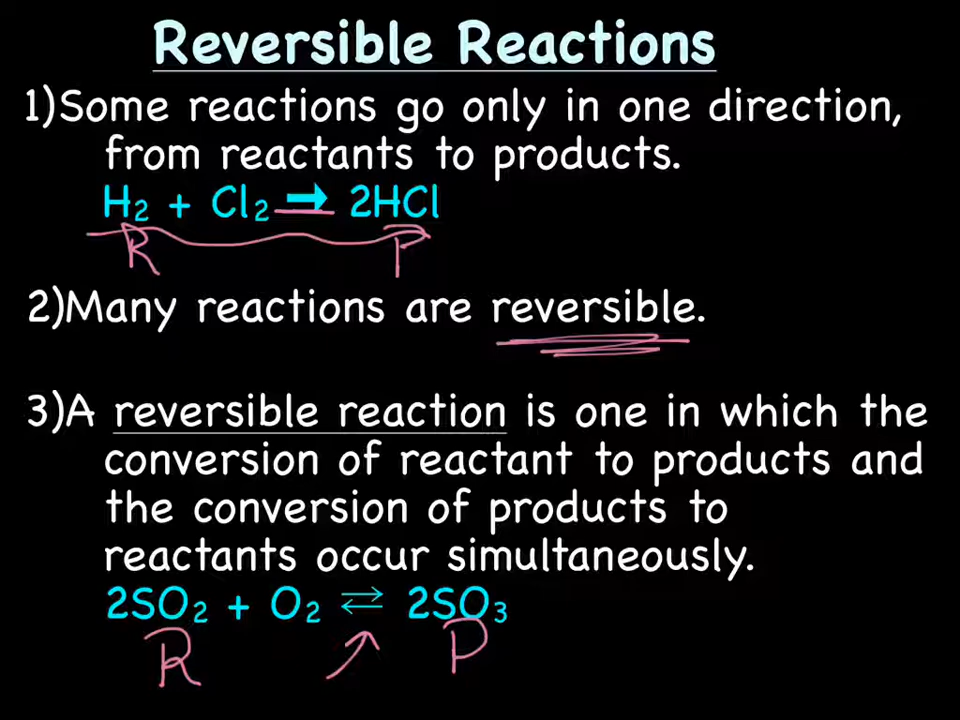 Reversible Reactions
1)Some reactions go only in one direction,
from reactants to products.
H₂ + Cl₂ → 2HCl
R P
2)Many reactions are reversible.
3)A reversible reaction is one in which the
conversion of reactant to products and
the conversion of products to
reactants occur simultaneously.
2SO₂ + O₂ ⇄ 2SO₃
R P